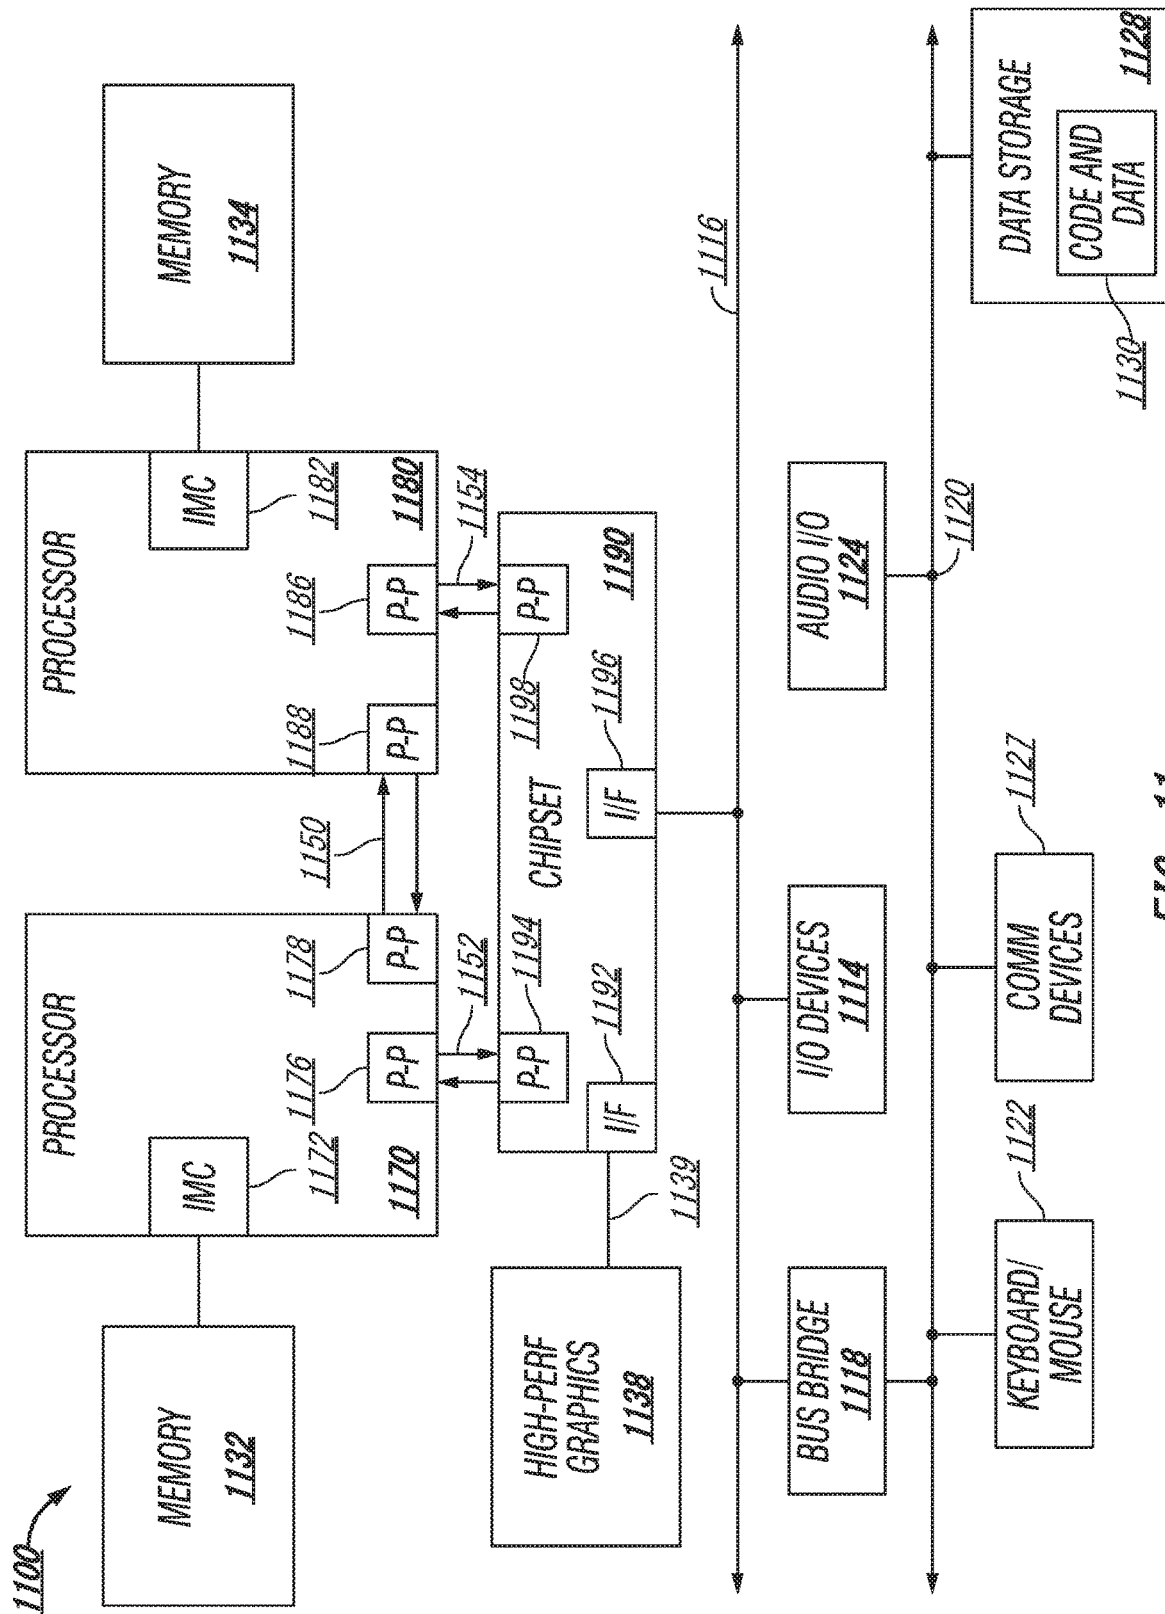 1100
MEMORY
1132
PROCESSOR
IMC
1172
1170
1176
P-P
1178
P-P
1150
PROCESSOR
1188
P-P
1186
P-P
IMC
1182
1180
MEMORY
1134
1152
1154
HIGH-PERF
GRAPHICS
1138
1139
P-P
1194
I/F
1192
CHIPSET
P-P
1198
I/F
1196
1190
1116
BUS BRIDGE
1118
I/O DEVICES
1114
AUDIO I/O
1124
1120
KEYBOARD/
MOUSE
1122
COMM
DEVICES
1127
DATA STORAGE
CODE AND
DATA
1128
1130